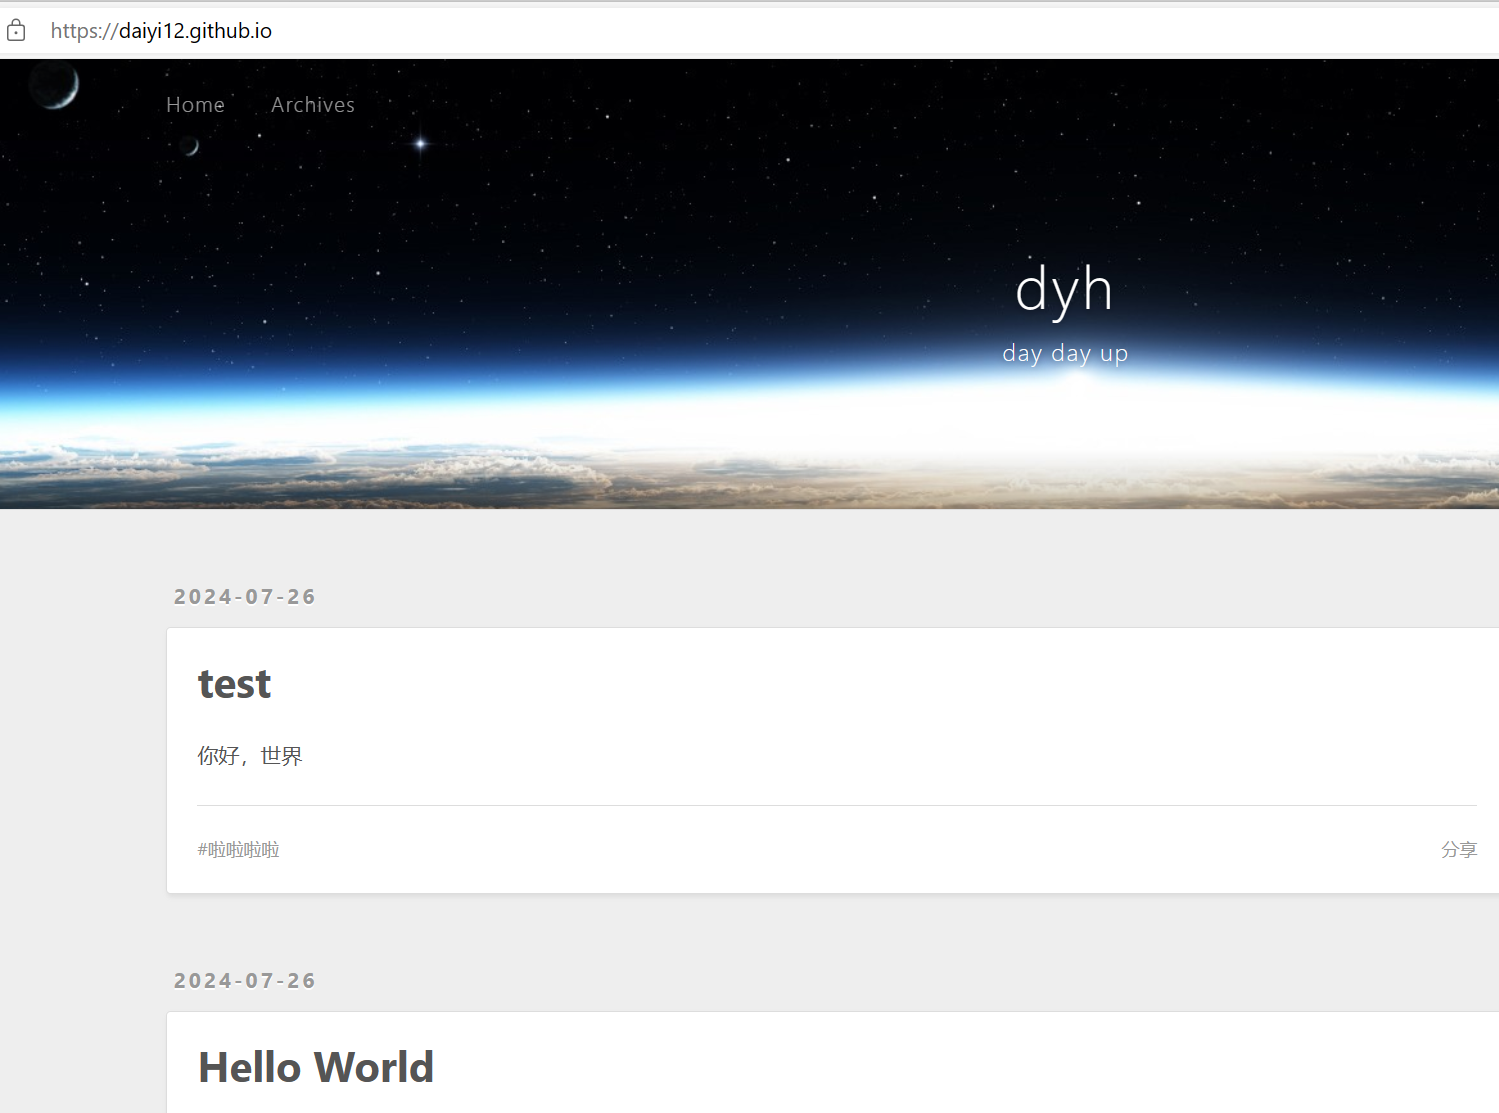 https://daiyi12.github.io
Home Archives
dyh
day day up
2024-07-26
test
你好，世界
#啦啦啦啦 分享
2024-07-26
Hello World